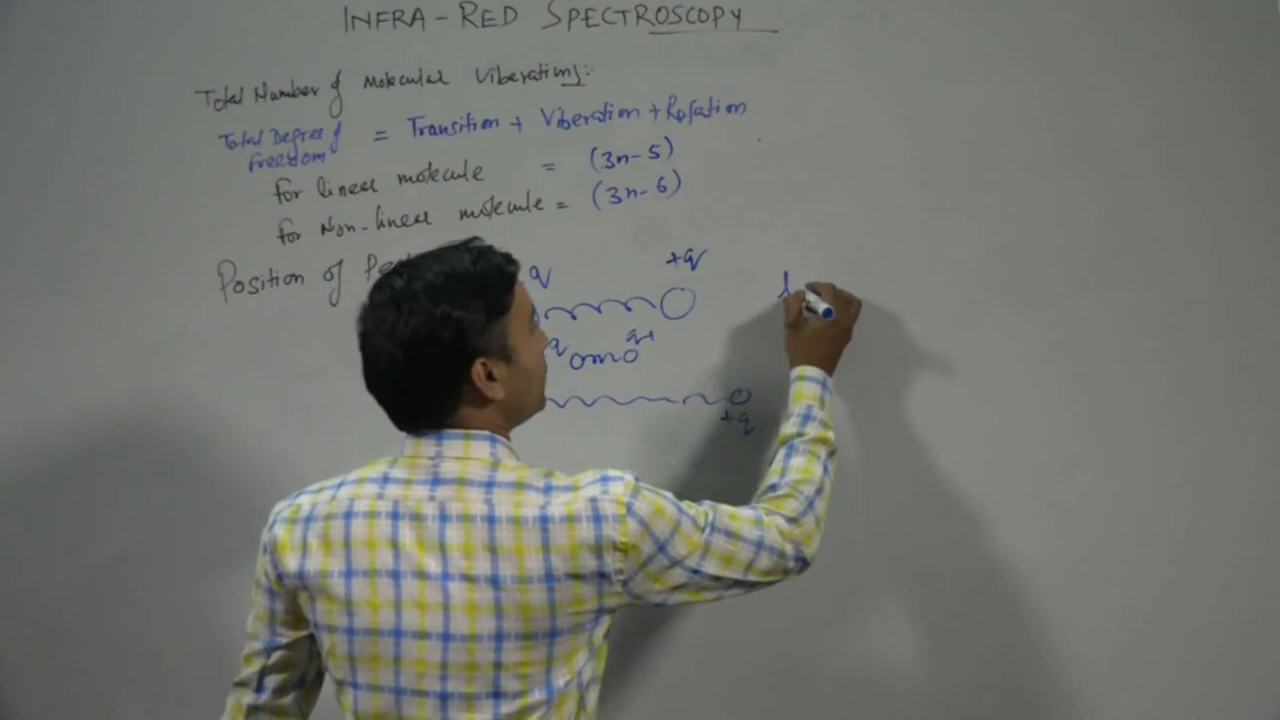 INFRA-RED SPECTROSCOPY
Total Number of Molecular Viberations:
Total Degree of Freedom = Transition + Viberation + Rotation
for linear molecule = (3n-5)
for Non-linear molecule = (3n-6)
Position of
q +q
q q+
+q